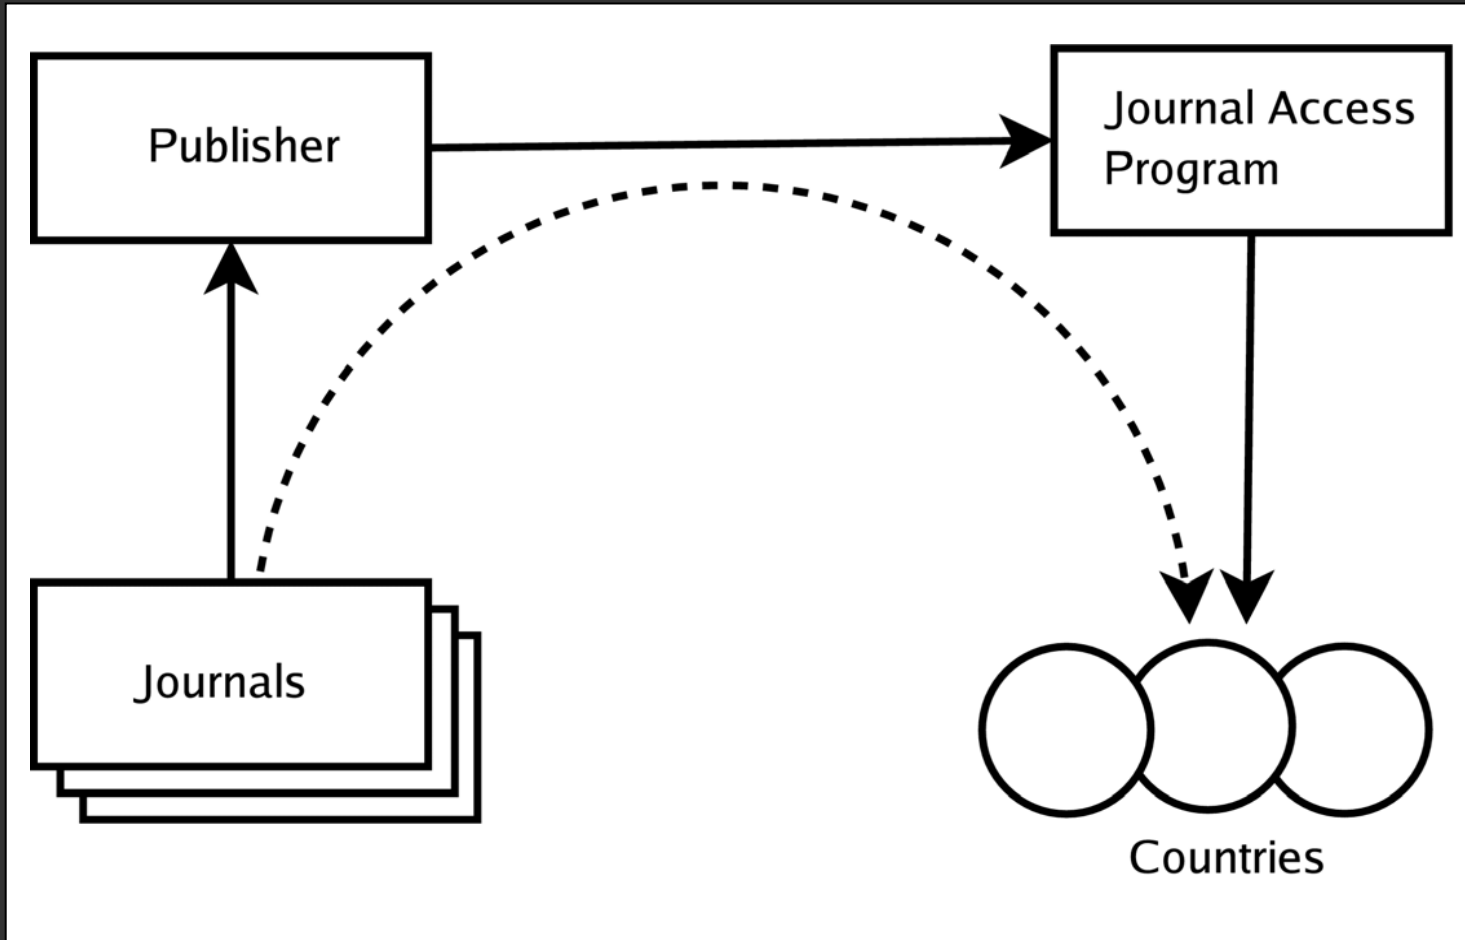 Publisher
Journal Access
Program
Journals
Countries